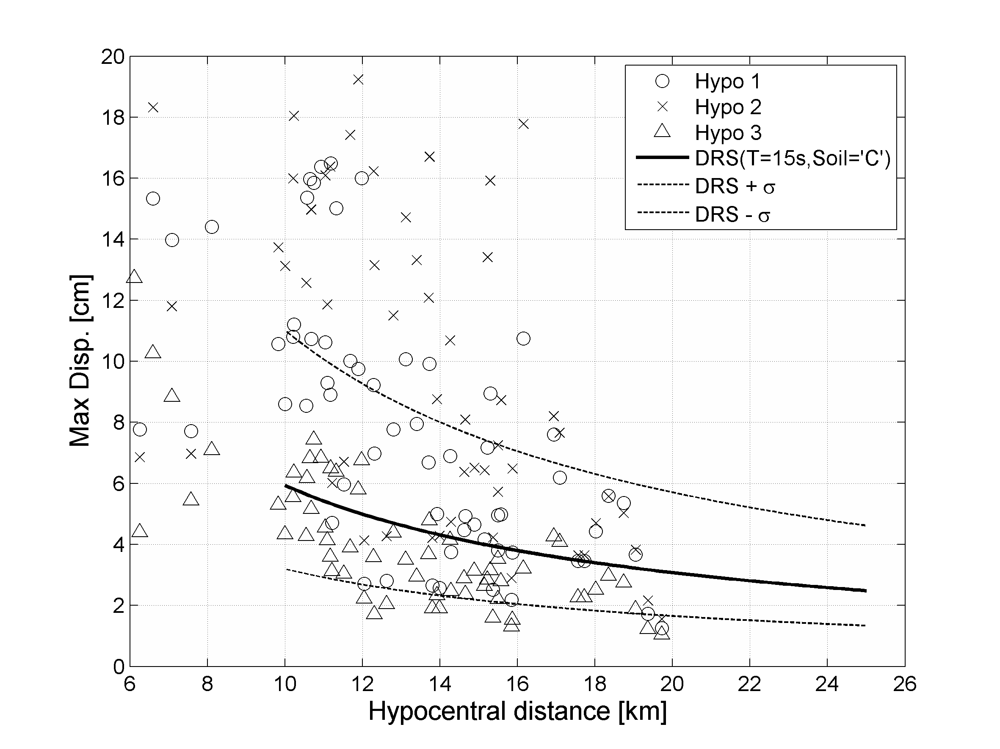 20
18
16
14
12
10
8
6
4
2
0
Max Disp. [cm]
Hypo 1
Hypo 2
Hypo 3
DRS(T=15s,Soil='C')
DRS + σ
DRS - σ
6 8 10 12 14 16 18 20 22 24 26
Hypocentral distance [km]